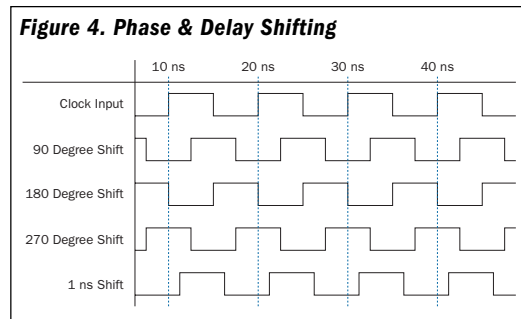 Figure 4. Phase & Delay Shifting
10 ns 20 ns 30 ns 40 ns
Clock Input
90 Degree Shift
180 Degree Shift
270 Degree Shift
1 ns Shift